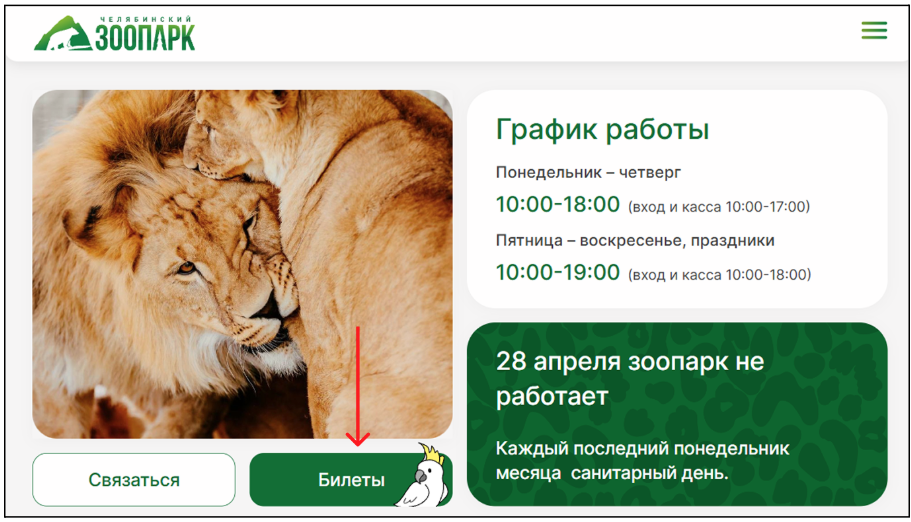 ЧЕЛЯБИНСКИЙ
ЗООПАРК
График работы
Понедельник – четверг
10:00-18:00 (вход и касса 10:00-17:00)
Пятница – воскресенье, праздники
10:00-19:00 (вход и касса 10:00-18:00)
28 апреля зоопарк не
работает
Каждый последний понедельник
месяца санитарный день.
Связаться
Билеты